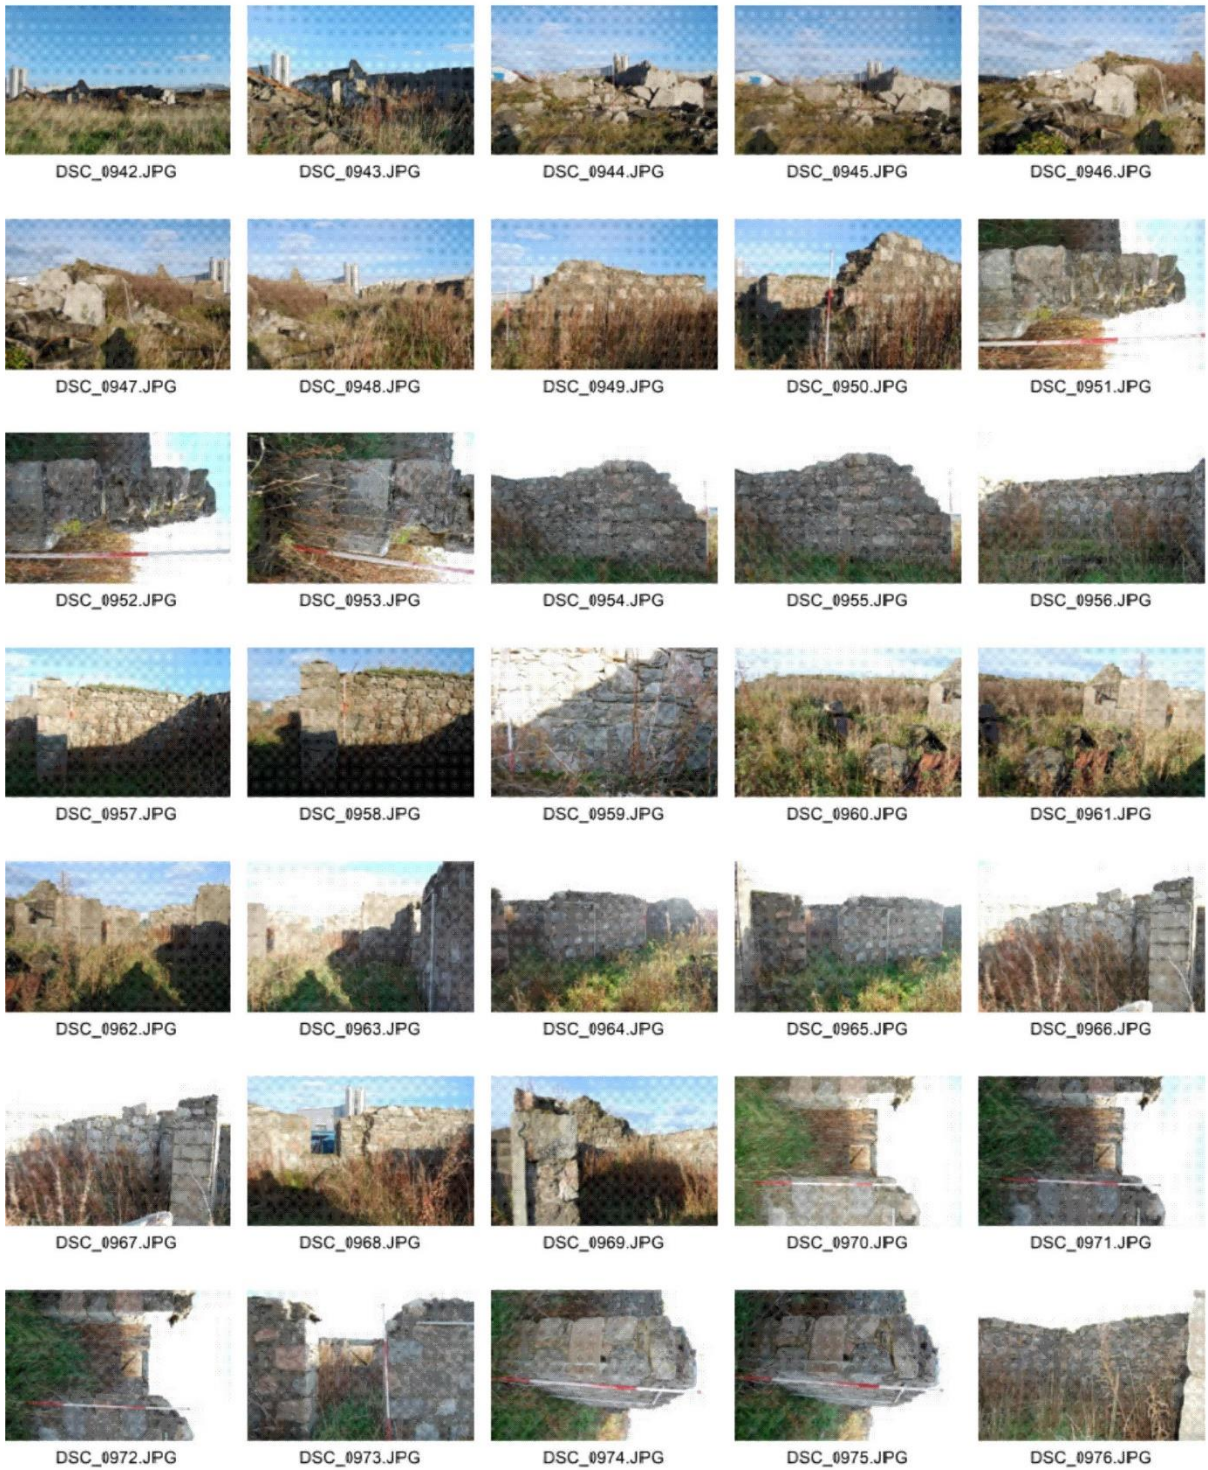 DSC_0942.JPG DSC_0943.JPG DSC_0944.JPG DSC_0945.JPG DSC_0946.JPG
DSC_0947.JPG DSC_0948.JPG DSC_0949.JPG DSC_0950.JPG DSC_0951.JPG
DSC_0952.JPG DSC_0953.JPG DSC_0954.JPG DSC_0955.JPG DSC_0956.JPG
DSC_0957.JPG DSC_0958.JPG DSC_0959.JPG DSC_0960.JPG DSC_0961.JPG
DSC_0962.JPG DSC_0963.JPG DSC_0964.JPG DSC_0965.JPG DSC_0966.JPG
DSC_0967.JPG DSC_0968.JPG DSC_0969.JPG DSC_0970.JPG DSC_0971.JPG
DSC_0972.JPG DSC_0973.JPG DSC_0974.JPG DSC_0975.JPG DSC_0976.JPG